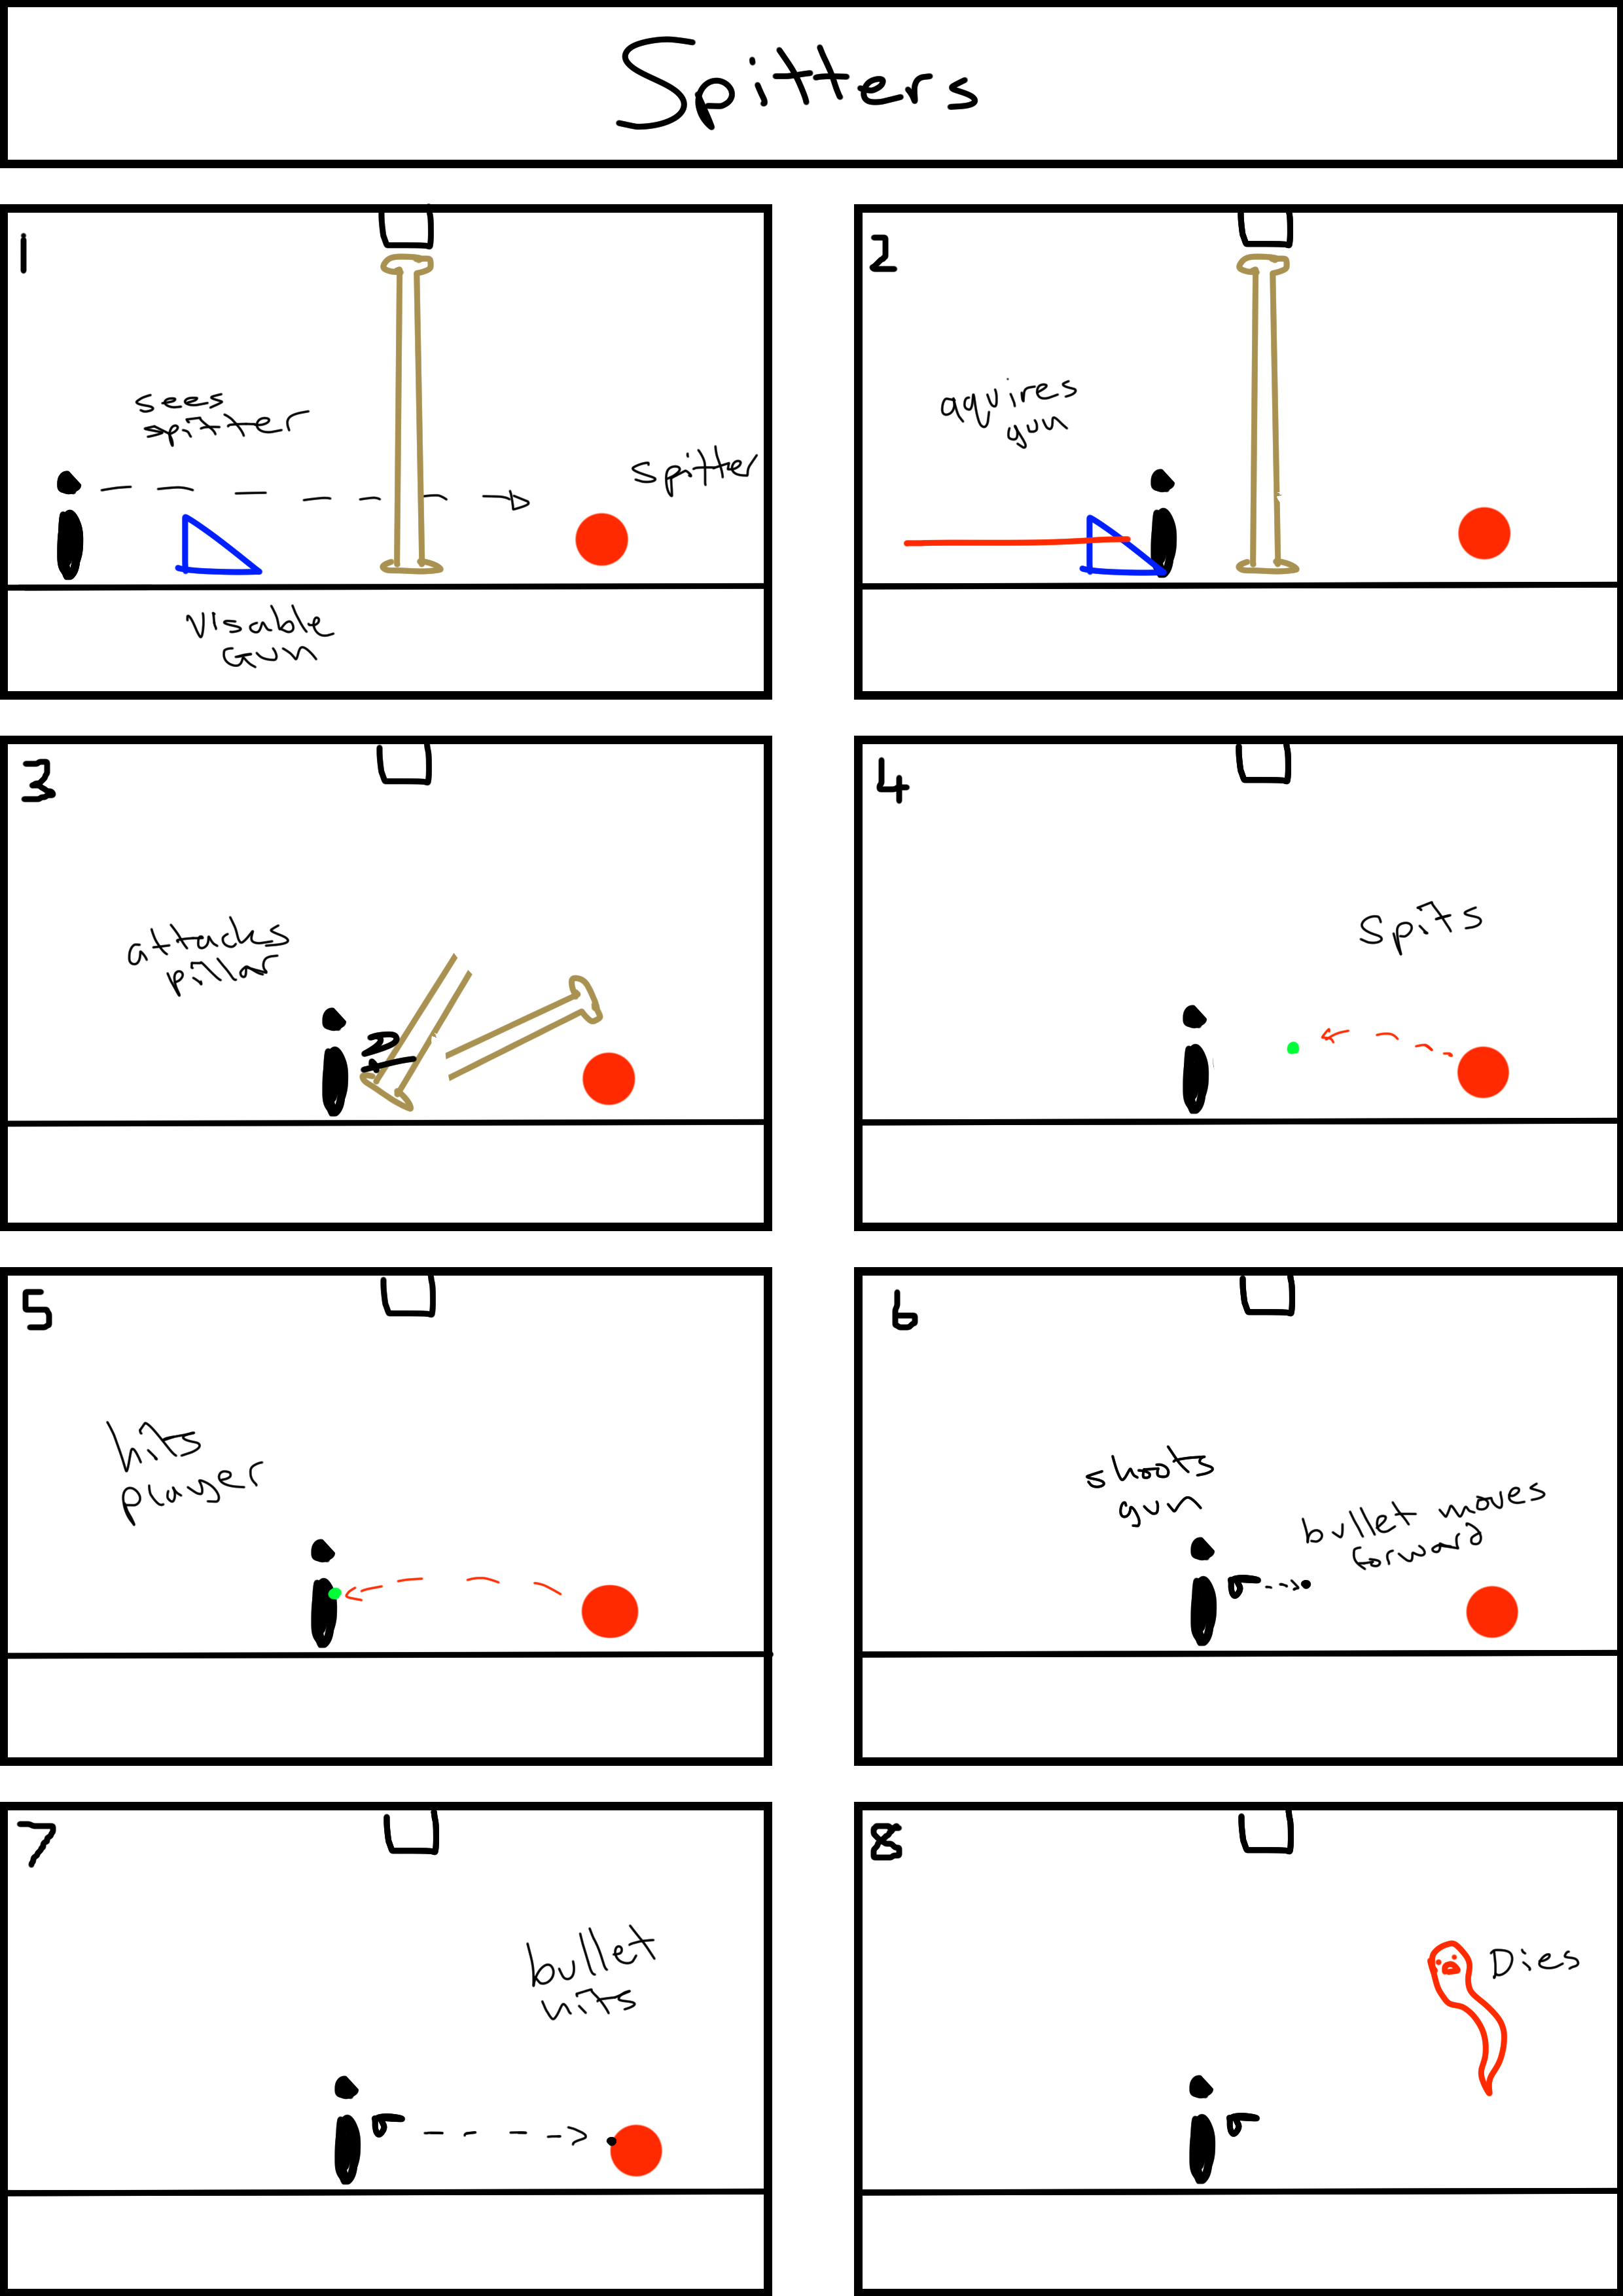 Spitters
1
sees
spitter
spitter
visable
Gun
2
aquires
gun
3
attacks
pillar
4
Spits
5
hits
player
6
shoots
gun
bullet moves
forward
7
bullet
hits
8
Dies